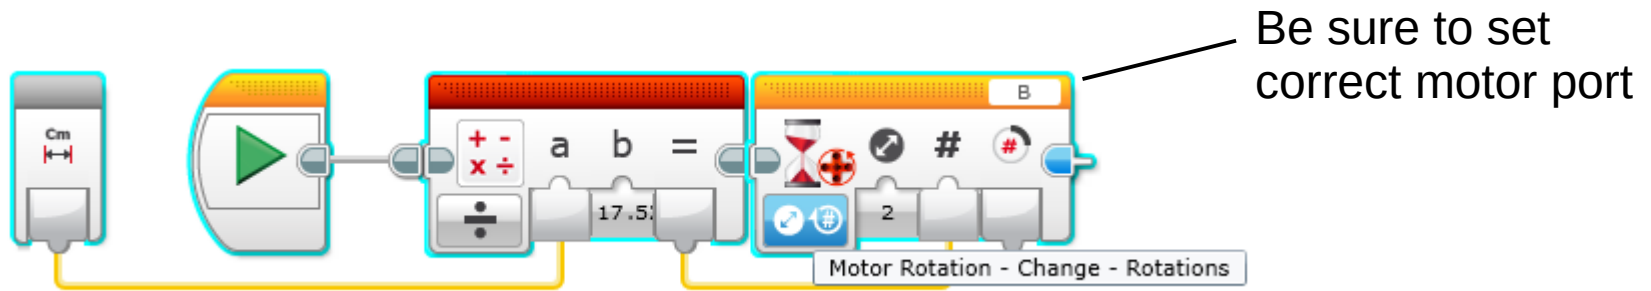 Be sure to set
correct motor port
B
Cm
+ - a b =
x ÷
#
#
÷
17.5
#
2
Motor Rotation - Change - Rotations